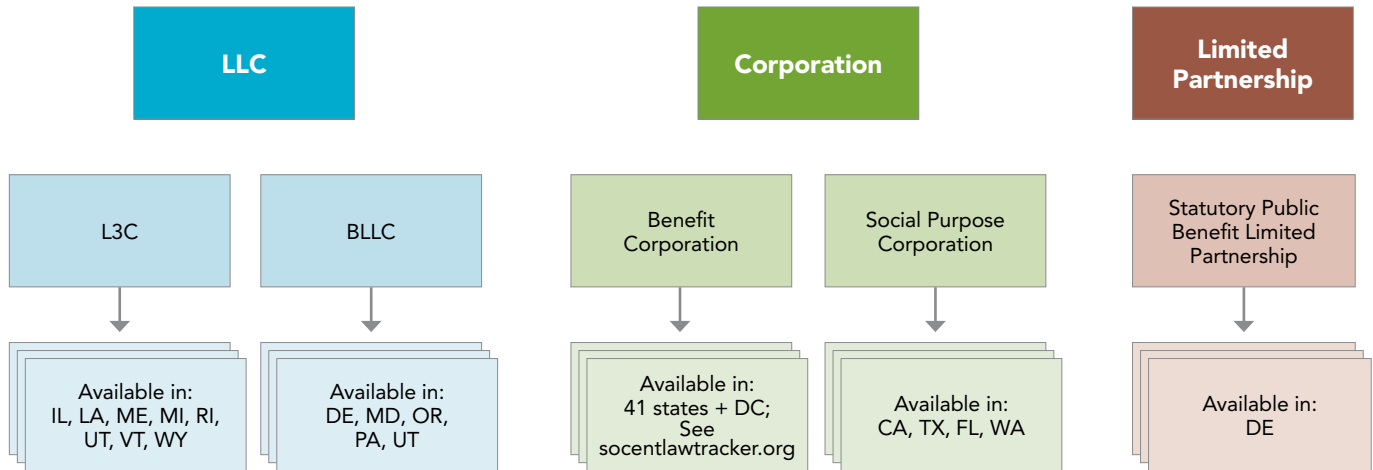 LLC
Corporation
Limited
Partnership
L3C
BLLC
Benefit
Corporation
Social Purpose
Corporation
Statutory Public
Benefit Limited
Partnership
Available in:
IL, LA, ME, MI, RI,
UT, VT, WY
Available in:
DE, MD, OR,
PA, UT
Available in:
41 states + DC;
See
socentlawtracker.org
Available in:
CA, TX, FL, WA
Available in:
DE